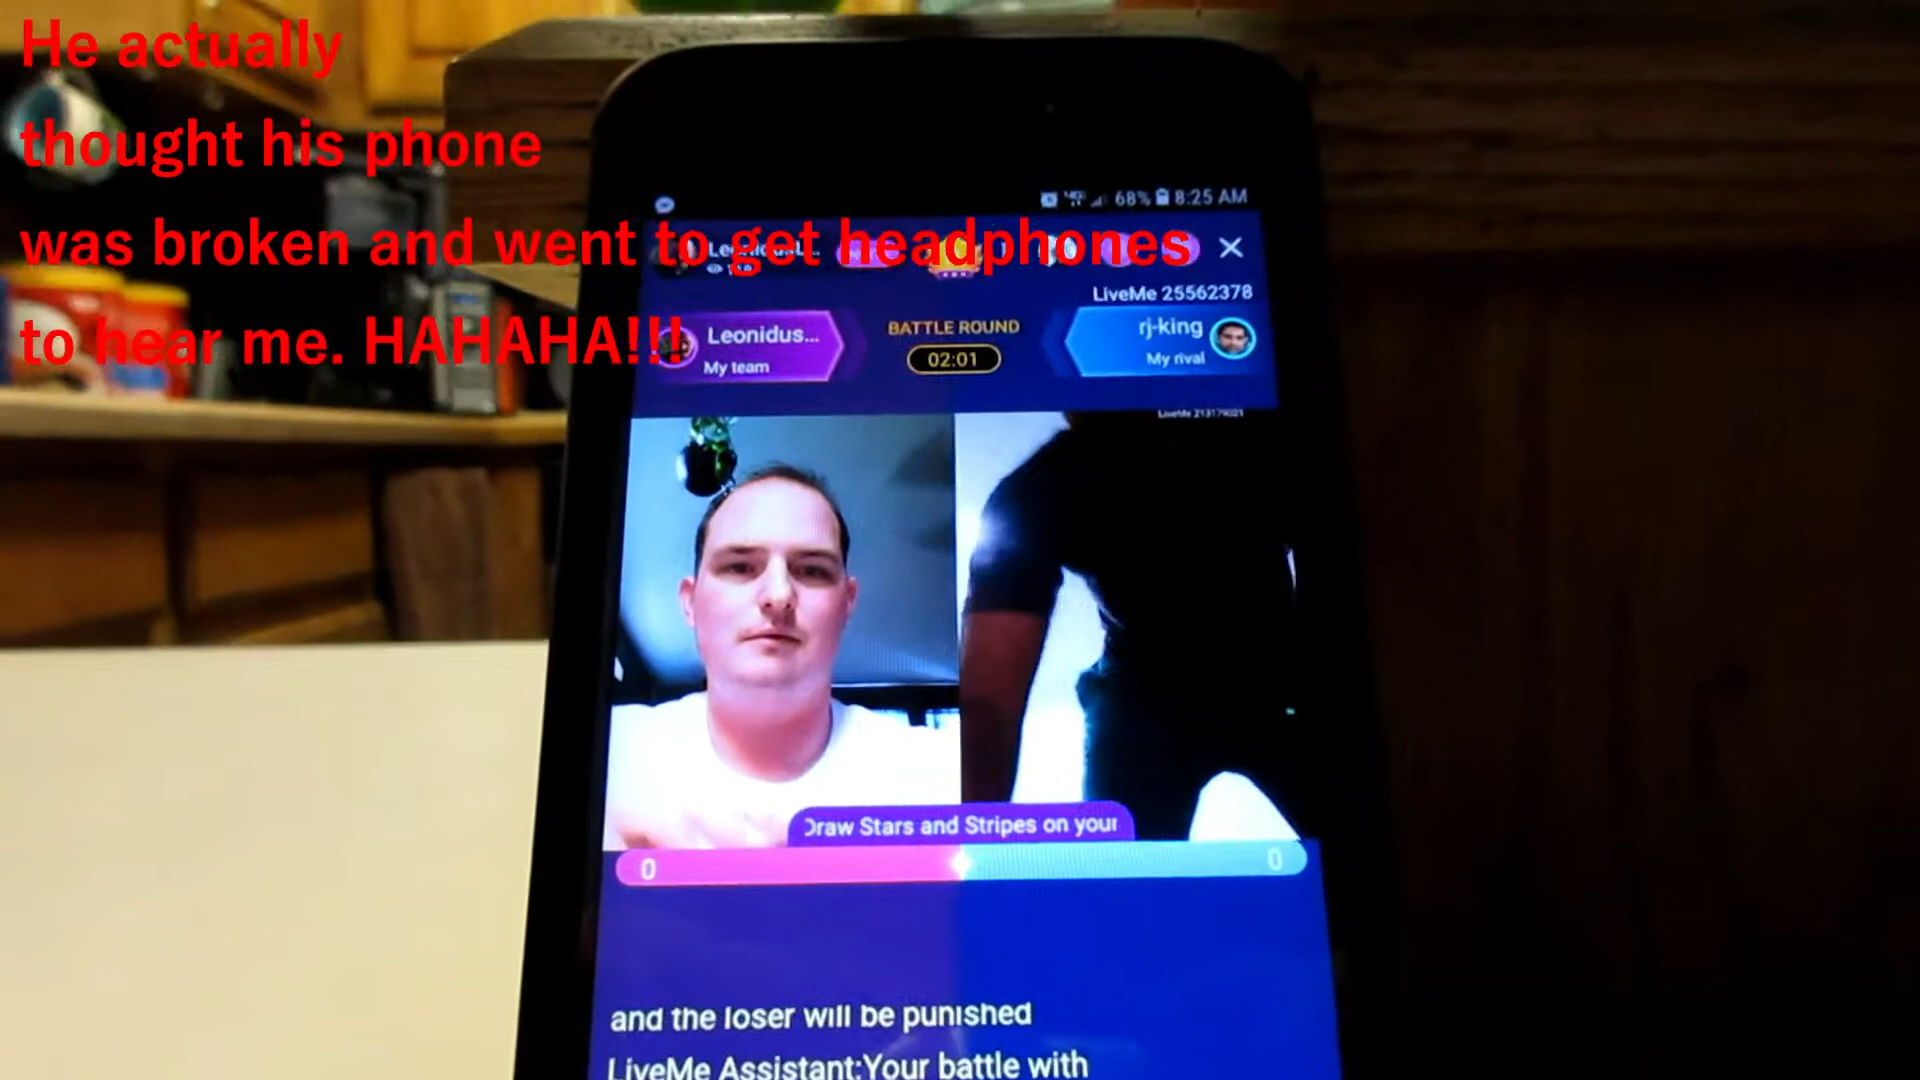 He actually
thought his phone
was broken and went to get headphones
to hear me. HAHAHA!!!
68% 8:25 AM
LiveMe 25562378
Leonidus...
My team
BATTLE ROUND
02:01
rj-king
My rival
Draw Stars and Stripes on your
0
0
and the loser will be punished
LiveMe Assistant:Your battle with